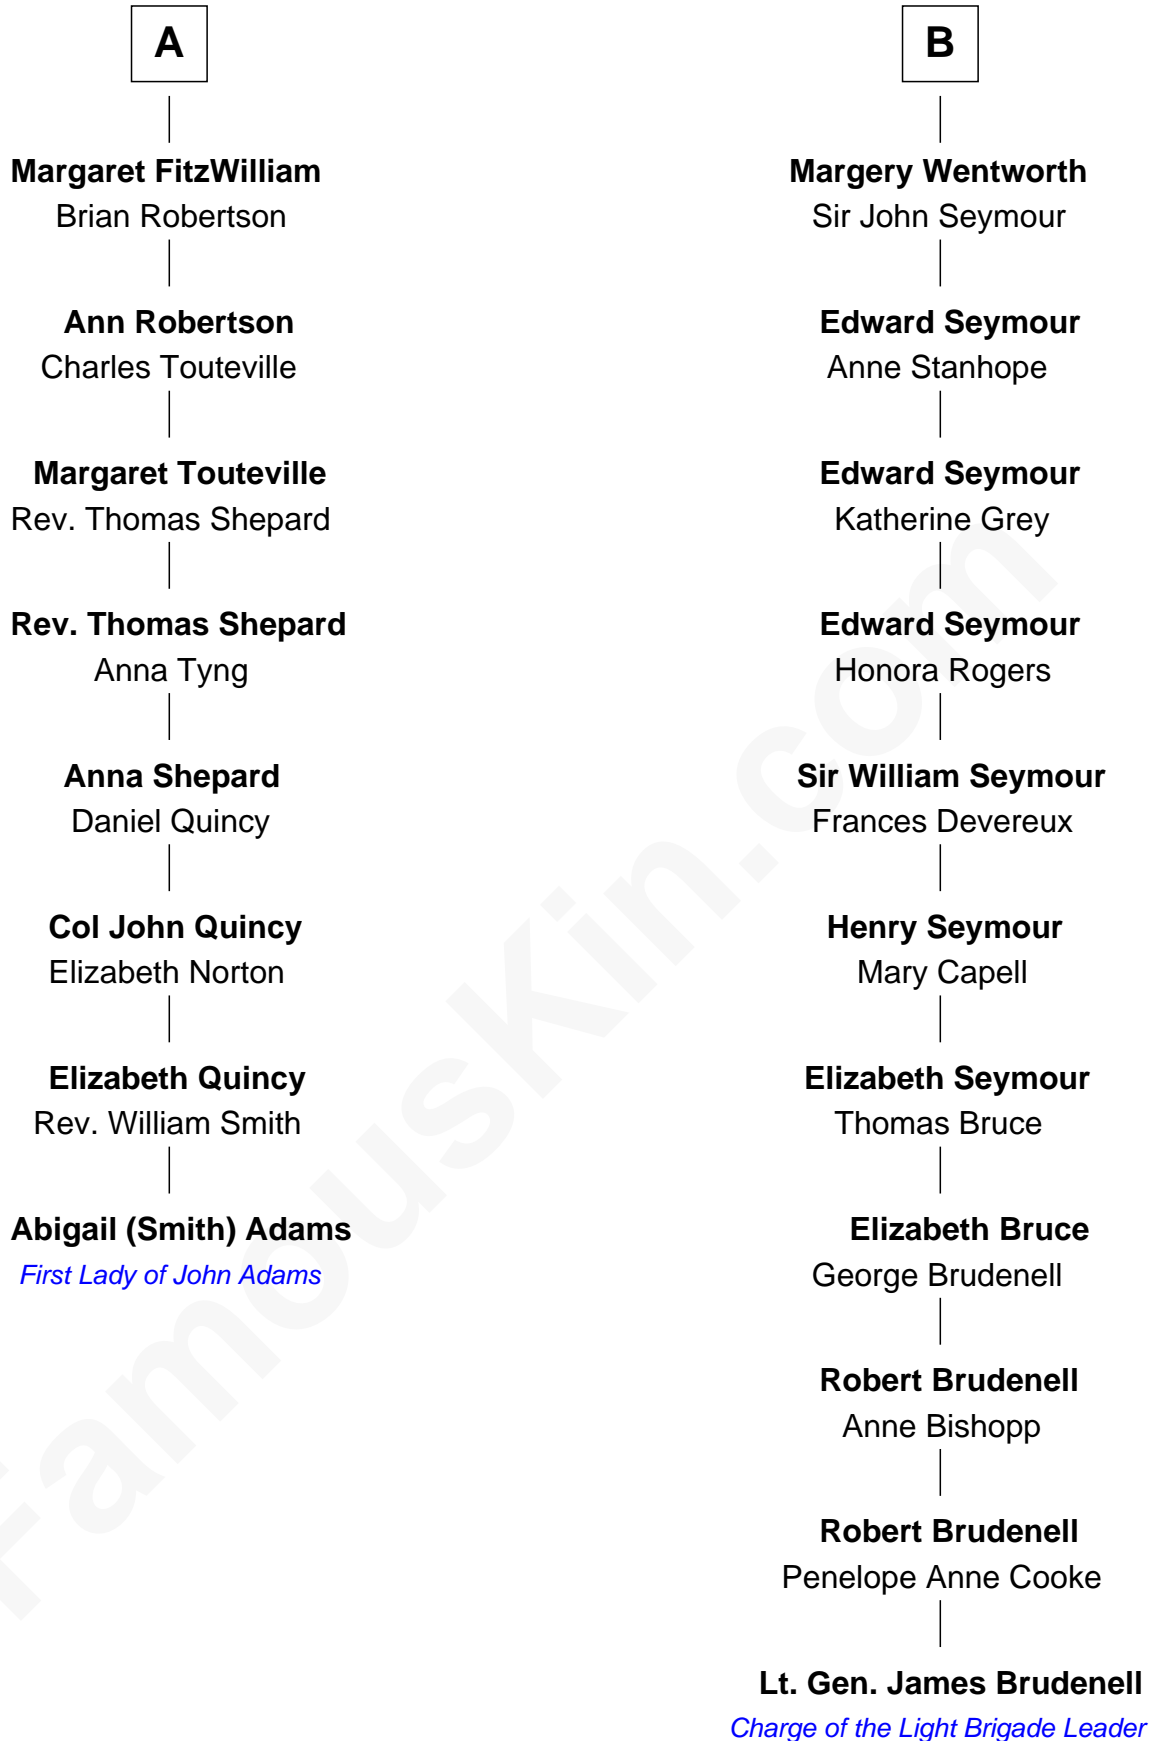 A
Margaret FitzWilliam
Brian Robertson
Ann Robertson
Charles Touteville
Margaret Touteville
Rev. Thomas Shepard
Rev. Thomas Shepard
Anna Tyng
Anna Shepard
Daniel Quincy
Col John Quincy
Elizabeth Norton
Elizabeth Quincy
Rev. William Smith
Abigail (Smith) Adams
First Lady of John Adams
B
Margery Wentworth
Sir John Seymour
Edward Seymour
Anne Stanhope
Edward Seymour
Katherine Grey
Edward Seymour
Honora Rogers
Sir William Seymour
Frances Devereux
Henry Seymour
Mary Capell
Elizabeth Seymour
Thomas Bruce
Elizabeth Bruce
George Brudenell
Robert Brudenell
Anne Bishopp
Robert Brudenell
Penelope Anne Cooke
Lt. Gen. James Brudenell
Charge of the Light Brigade Leader
FamousKin.com